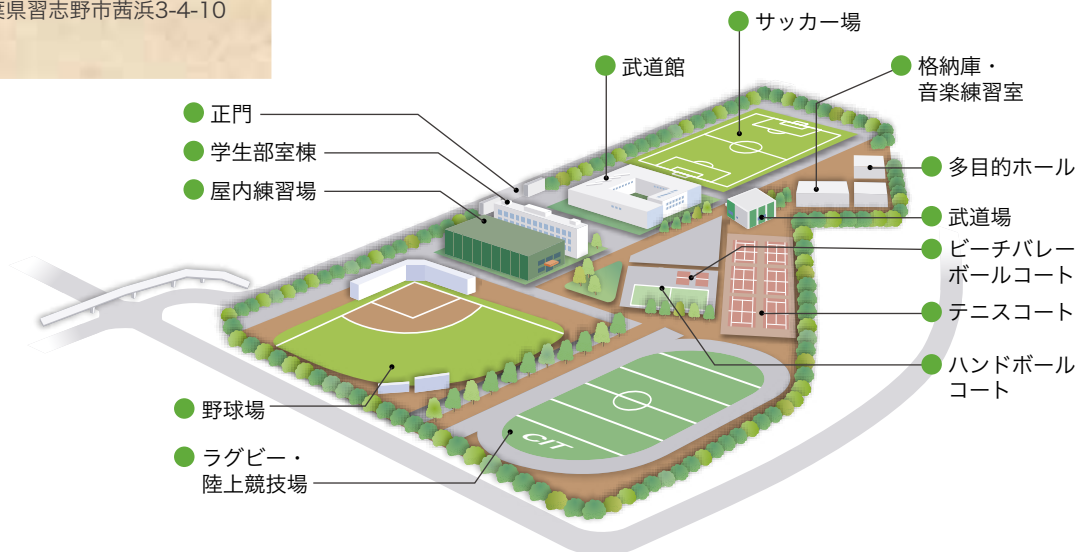 葉県習志野市茜浜3-4-10
サッカー場
武道館
格納庫・
音楽練習室
正門
学生部室棟
屋内練習場
多目的ホール
武道場
ビーチバレー
ボールコート
テニスコート
ハンドボール
コート
野球場
ラグビー・
陸上競技場
CIT